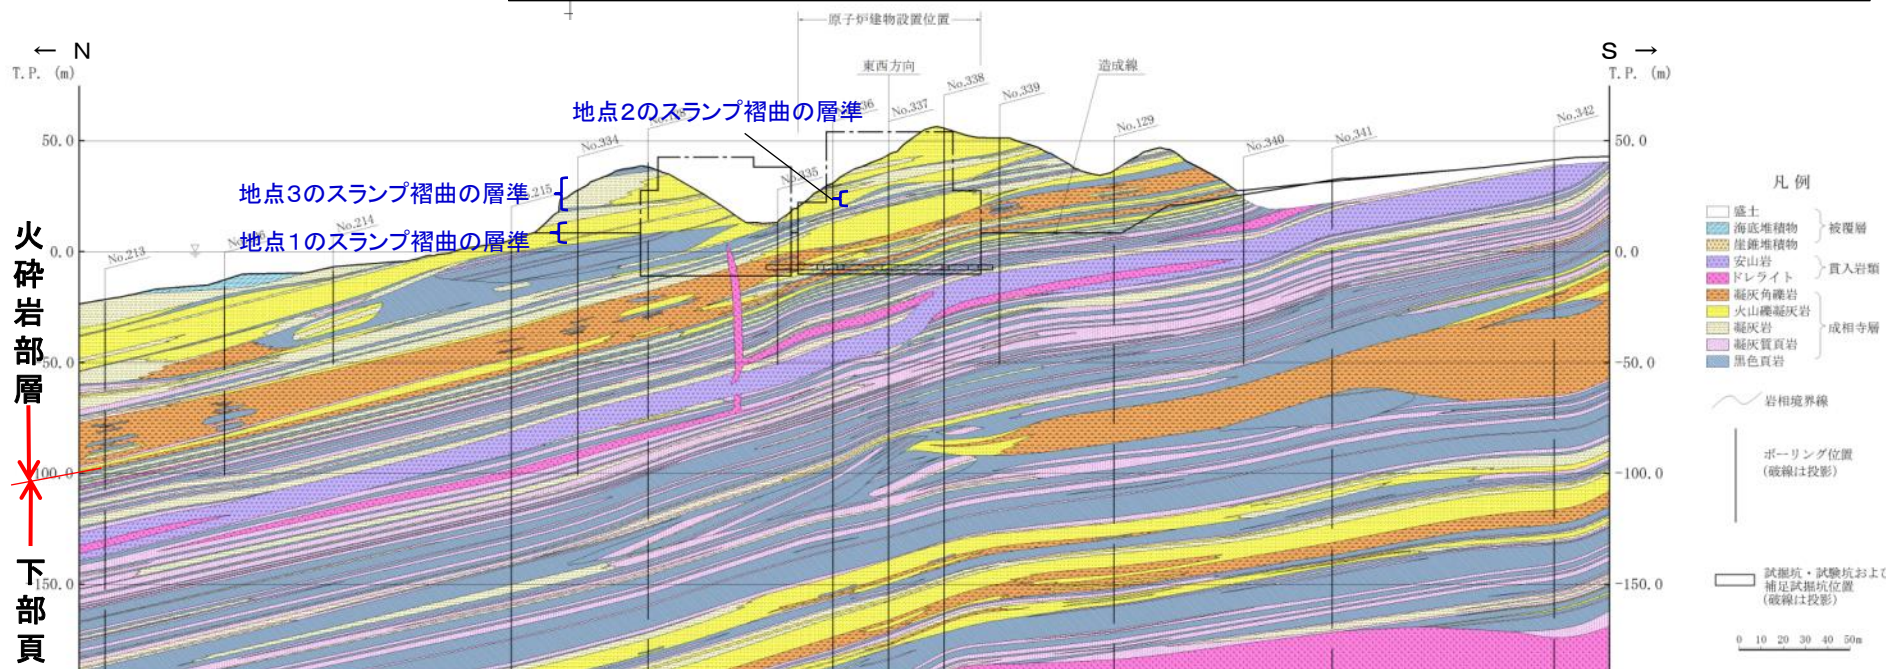 原子炉建物設置位置
← N
S →
T.P. (m)
T.P. (m)
東西方向
造成線
No.338
No.339
No.337
地点2のスランプ褶曲の層準
No.129
No.342
No.341
No.340
No.334
No.335
50.0
50.0
地点3のスランプ褶曲の層準
地点1のスランプ褶曲の層準
No.214
No.213
0.0
0.0
-50.0
-50.0
-100.0
-150.0
-150.0
火砕岩部層
下部頁
凡例
盛土
海底堆積物
崖錐堆積物
被覆層
安山岩
ドレライト
貫入岩類
凝灰角礫岩
火山礫凝灰岩
凝灰岩
凝灰質頁岩
黒色頁岩
成相寺層
岩相境界線
ボーリング位置
(破線は投影)
試掘坑・試験坑およ
補足試掘坑位置
(破線は投影)
0 10 20 30 40 50m